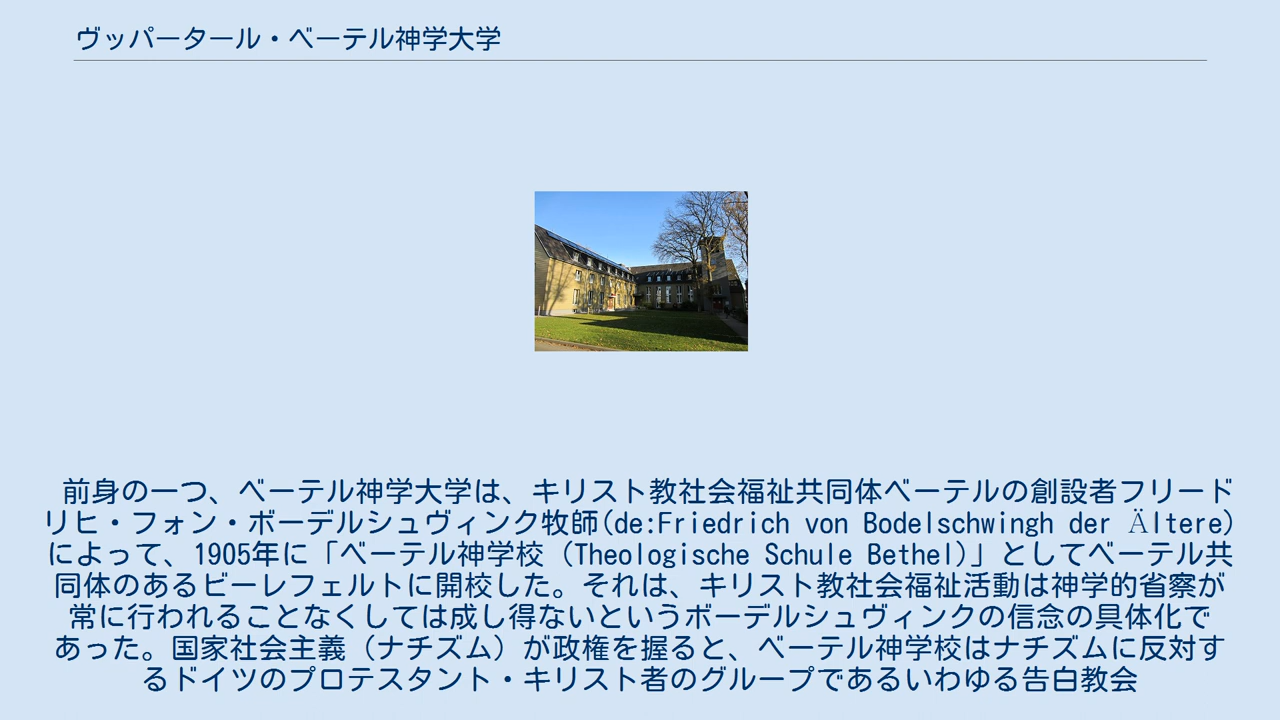 ヴッパータール・ベーテル神学大学
前身の一つ、ベーテル神学大学は、キリスト教社会福祉共同体ベーテルの創設者フリード
リヒ・フォン・ボーデルシュヴィンク牧師(de:Friedrich von Bodelschwingh der Ältere)
によって、1905年に「ベーテル神学校（Theologische Schule Bethel)」としてベーテル共
同体のあるビーレフェルトに開校した。それは、キリスト教社会福祉活動は神学的省察が
常に行われることなくしては成し得ないというボーデルシュヴィンクの信念の具体化で
あった。国家社会主義（ナチズム）が政権を握ると、ベーテル神学校はナチズムに反対す
るドイツのプロテスタント・キリスト者のグループであるいわゆる告白教会